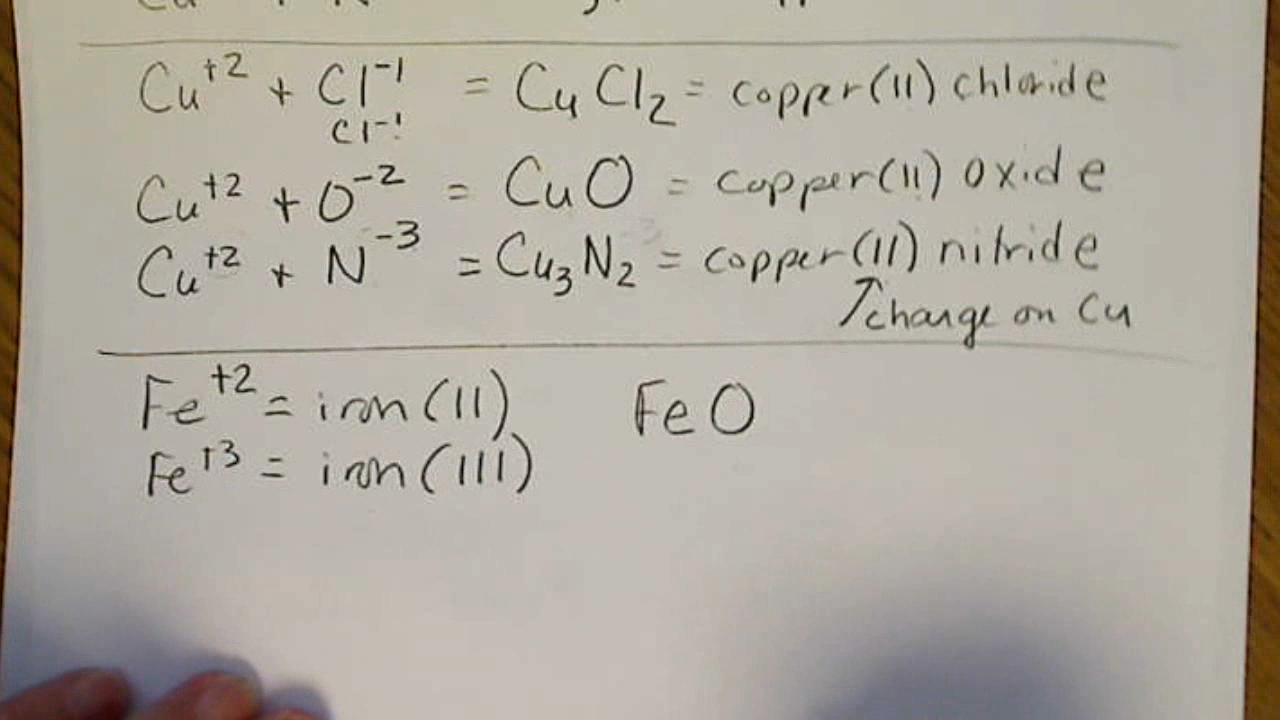 Cu⁺² + Cl⁻¹ = CuCl₂ = copper(II) chloride
Cl⁻¹
Cu⁺² + O⁻² = CuO = copper(II) oxide
Cu⁺² + N⁻³ = Cu₃N₂ = copper(II) nitride
↑change on Cu
Fe⁺² = iron(II) FeO
Fe⁺³ = iron(III)